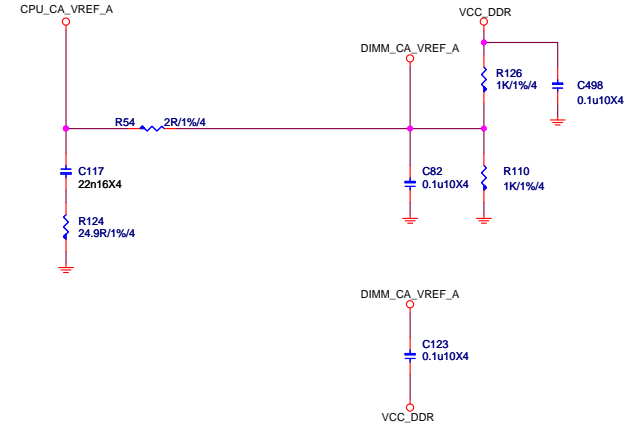 CPU_CA_VREF_A
VCC_DDR
DIMM_CA_VREF_A
R126
1K/1%/4
C498
0.1u10X4
R54
2R/1%/4
C117
22n16X4
C82
0.1u10X4
R110
1K/1%/4
R124
24.9R/1%/4
DIMM_CA_VREF_A
C123
0.1u10X4
VCC_DDR